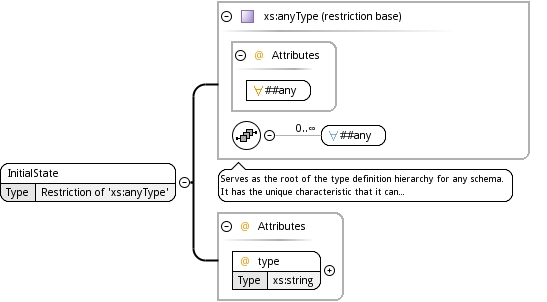 xs:anyType (restriction base)
@ Attributes
##any
0..∞
##any
InitialState
Type Restriction of 'xs:anyType'
Serves as the root of the type definition hierarchy for any schema.
It has the unique characteristic that it can...
@ Attributes
@ type
Type xs:string